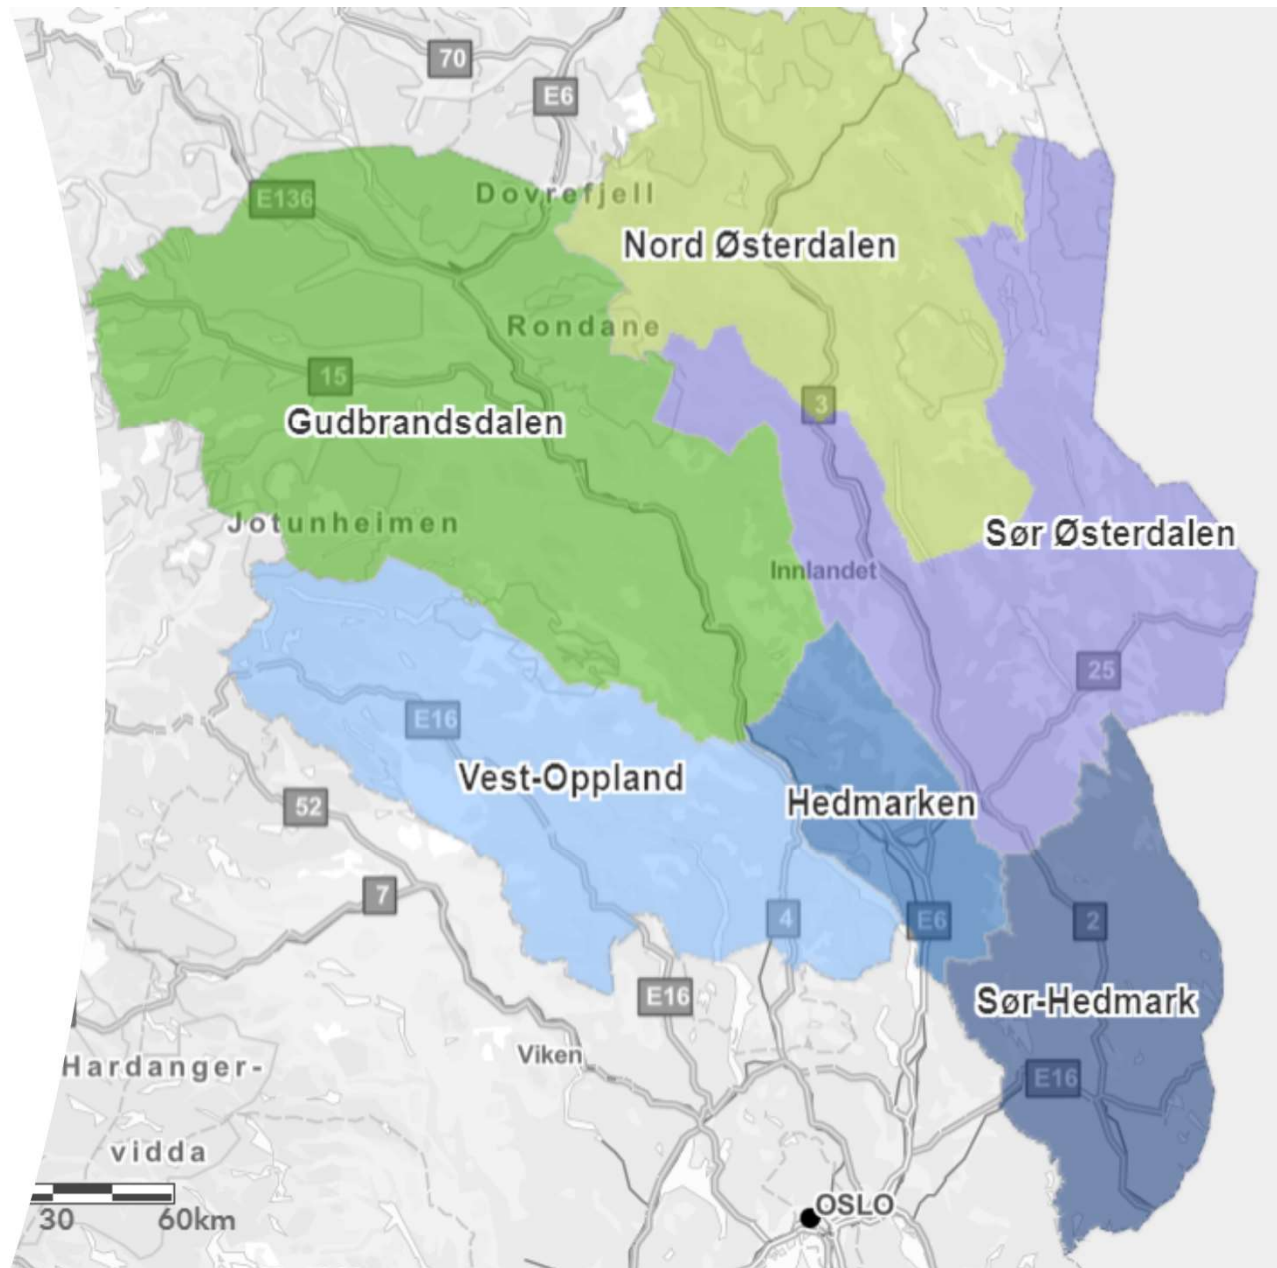 70
E6
E136
Dovrefjell
Nord Østerdalen
Rondane
15
3
Gudbrandsdalen
Jotunheimen
Sør Østerdalen
Innlandet
25
E16
Vest-Oppland
52
Hedmarken
7
4
E6
2
E16
Sør-Hedmark
Viken
Hardanger-
vidda
E16
30 60km
OSLO